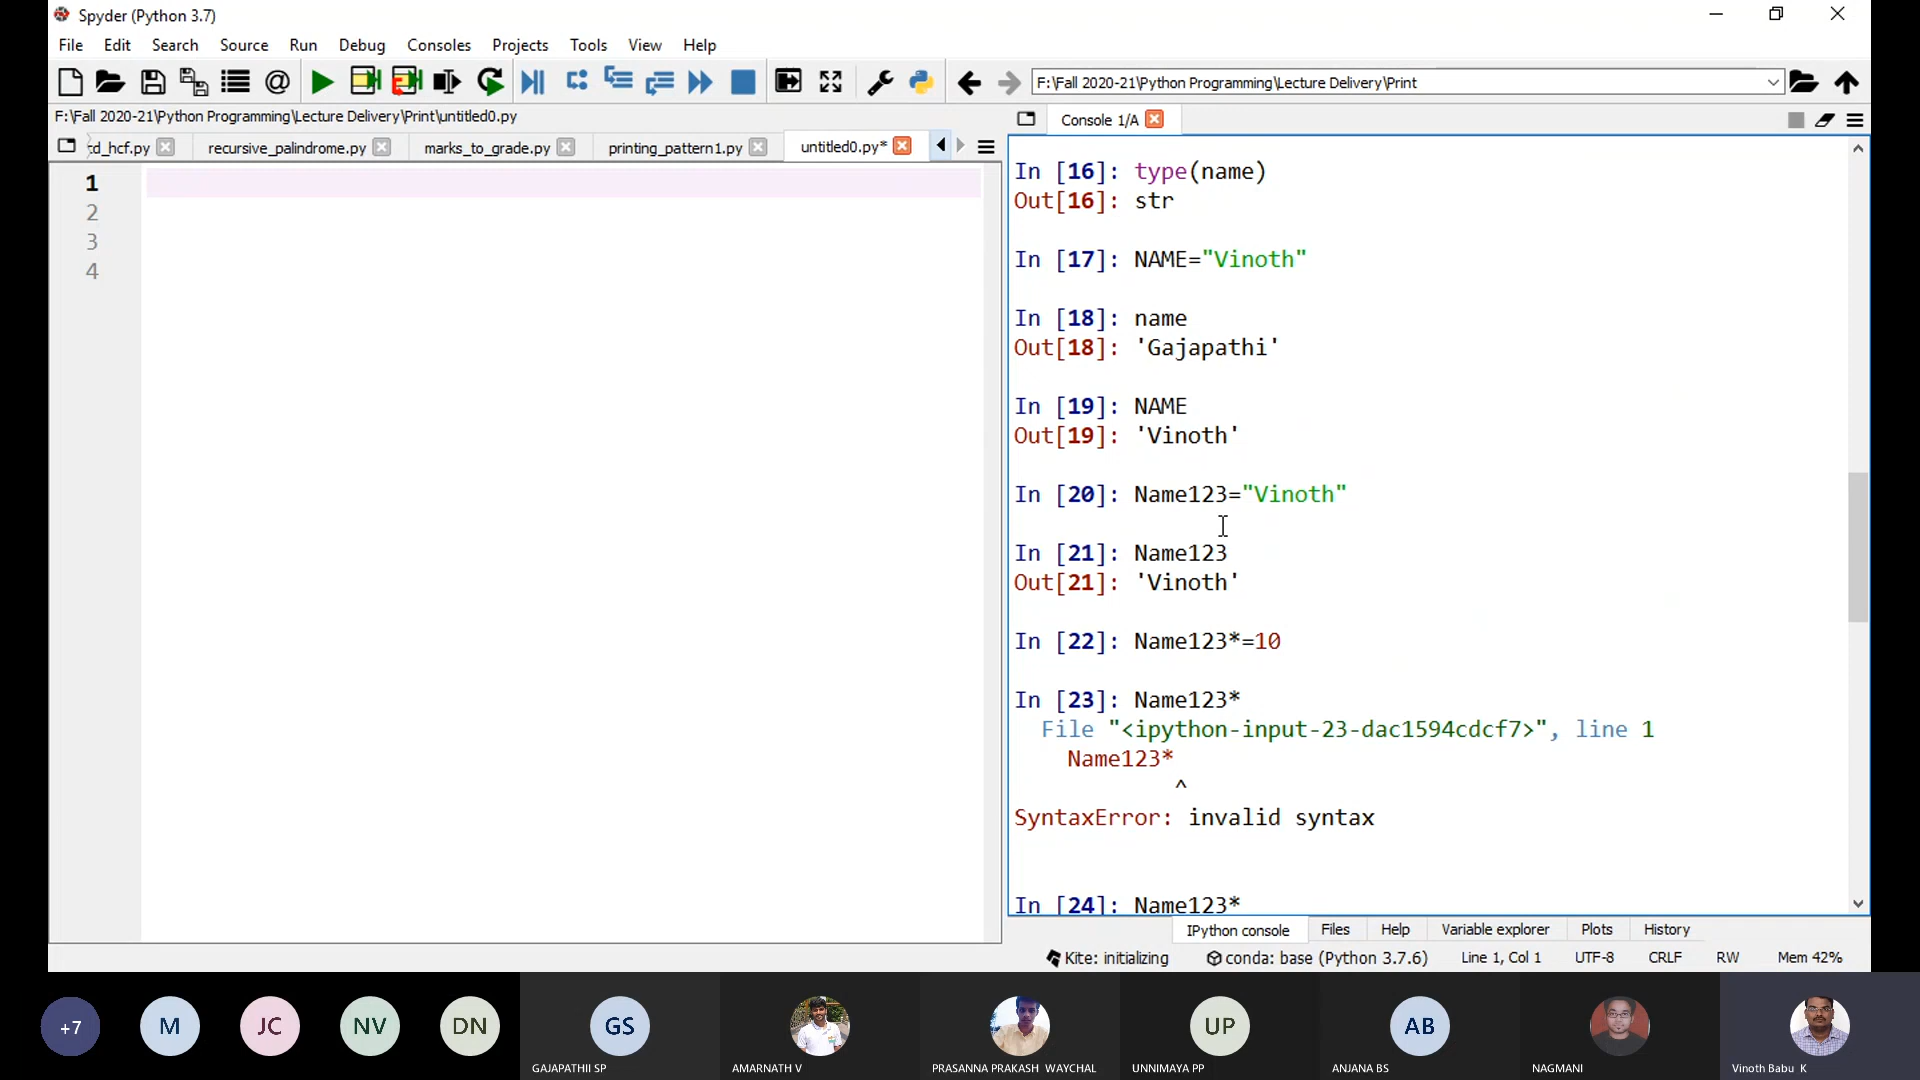 Spyder (Python 3.7)
File Edit Search Source Run Debug Consoles Projects Tools View Help
F:\Fall 2020-21\Python Programming\Lecture Delivery\Print
F:\Fall 2020-21\Python Programming\Lecture Delivery\Print\untitled0.py
cd_hcf.py recursive_palindrome.py marks_to_grade.py printing_pattern1.py untitled0.py*
Console 1/A
1
2
3
4
In [16]: type(name)
Out[16]: str
In [17]: NAME="Vinoth"
In [18]: name
Out[18]: 'Gajapathi'
In [19]: NAME
Out[19]: 'Vinoth'
In [20]: Name123="Vinoth"
In [21]: Name123
Out[21]: 'Vinoth'
In [22]: Name123*=10
In [23]: Name123*
File "<ipython-input-23-dac1594cdcf7>", line 1
Name123*
^
SyntaxError: invalid syntax
In [24]: Name123*
IPython console Files Help Variable explorer Plots History
Kite: initializing conda: base (Python 3.7.6) Line 1, Col 1 UTF-8 CRLF RW Mem 42%
+7 M JC NV DN GS UP AB
GAJAPATHII SP AMARNATH V PRASANNA PRAKASH WAYCHAL UNNIMAYA PP ANJANA BS NAGMANI Vinoth Babu K